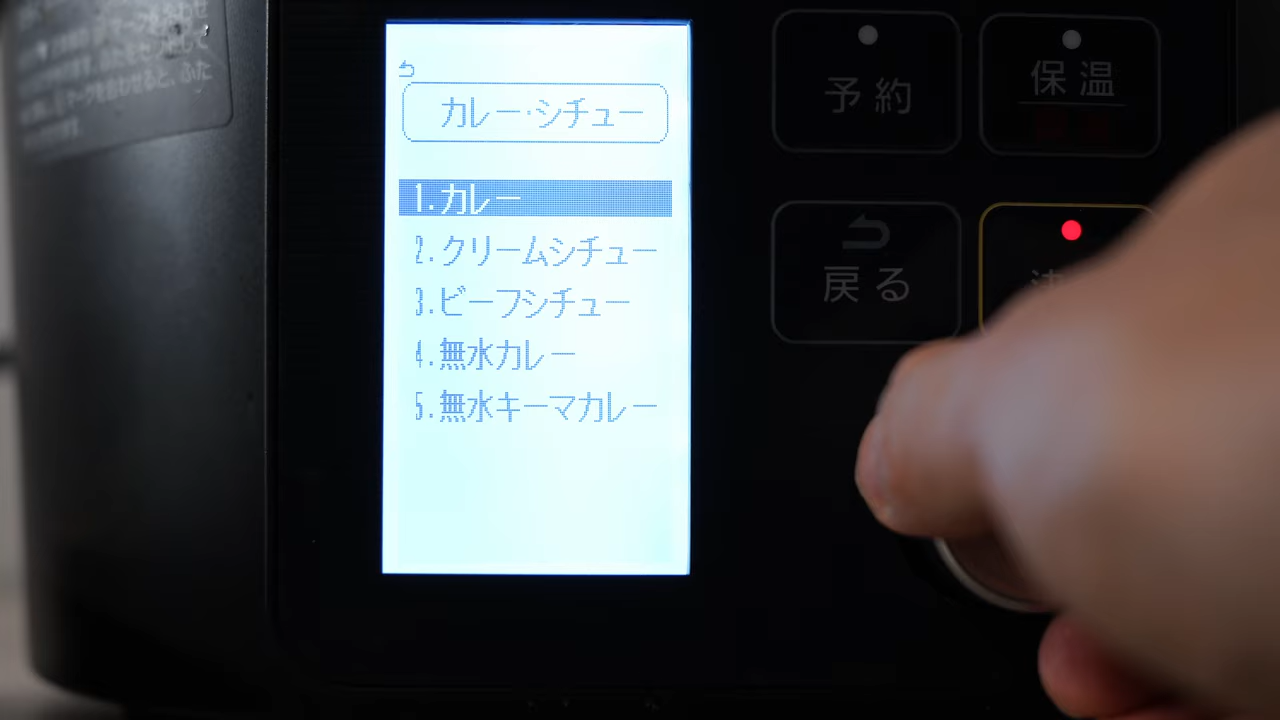 カレー·シチュー
1.カレー
2.クリームシチュー
3.ビーフシチュー
4.無水カレー
5.無水キーマカレー
予約
保温
戻る